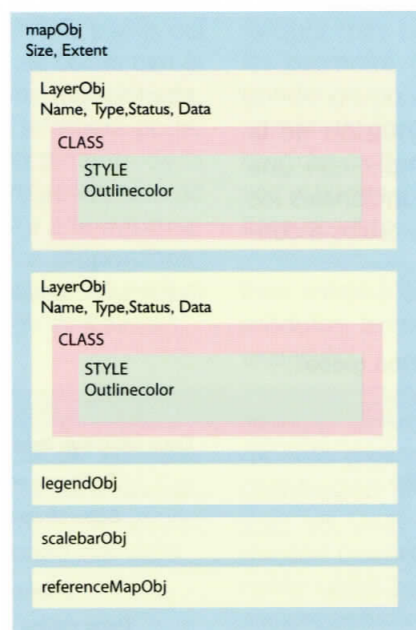 mapObj
Size, Extent
LayerObj
Name, Type,Status, Data
CLASS
STYLE
Outlinecolor
LayerObj
Name, Type,Status, Data
CLASS
STYLE
Outlinecolor
legendObj
scalebarObj
referenceMapObj